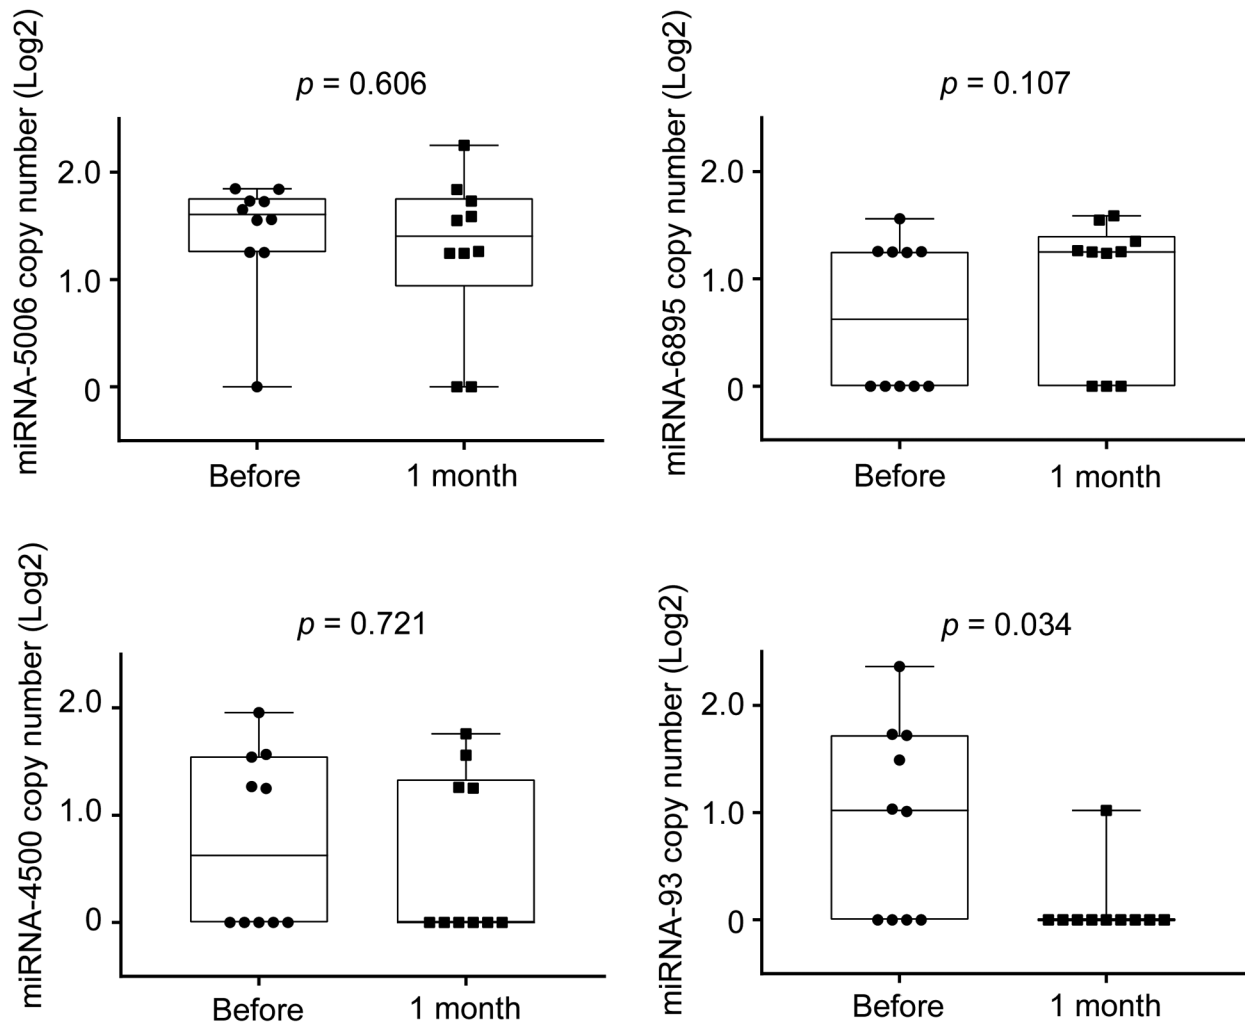 miRNA-5006 copy number (Log2)
p = 0.606
2.0
1.0
0
Before
1 month
miRNA-6895 copy number (Log2)
p = 0.107
2.0
1.0
0
Before
1 month
miRNA-4500 copy number (Log2)
p = 0.721
2.0
1.0
0
Before
1 month
miRNA-93 copy number (Log2)
p = 0.034
2.0
1.0
0
Before
1 month